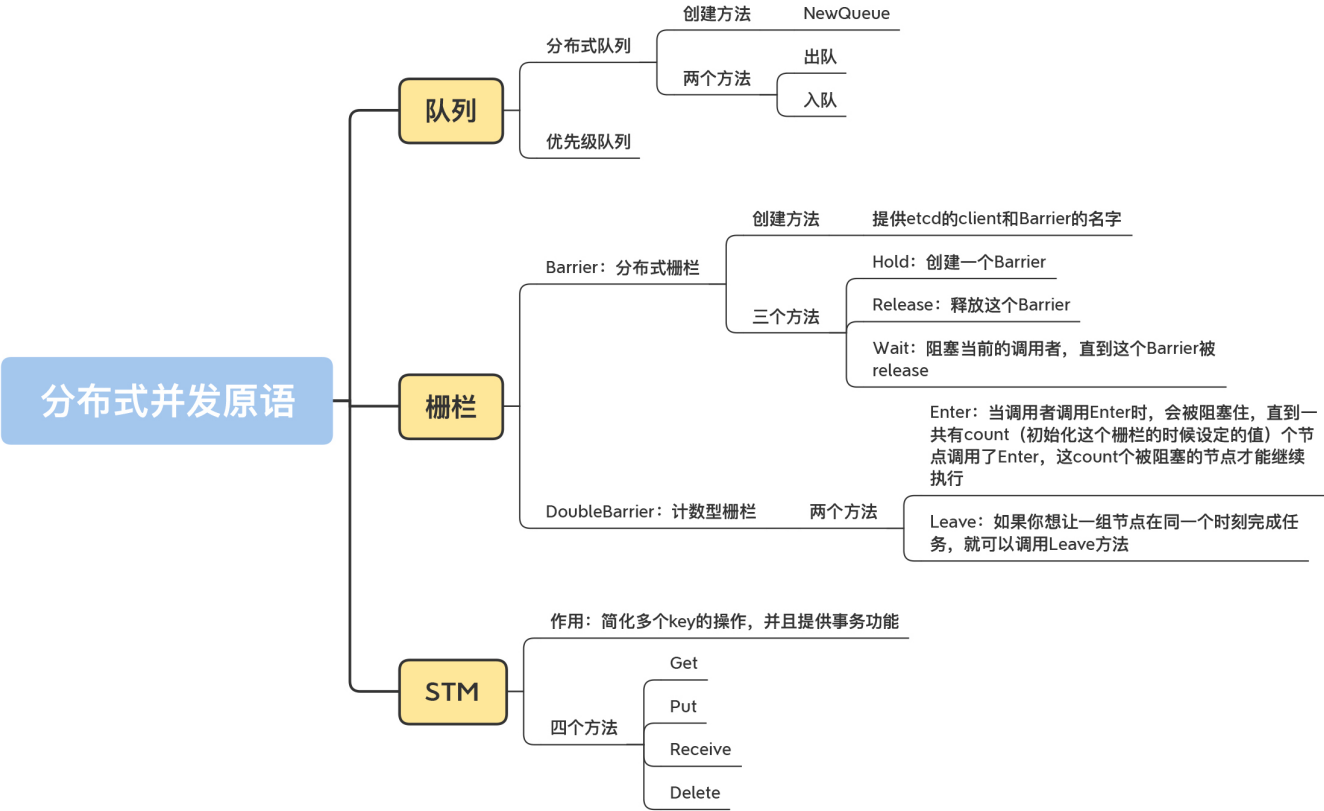 分布式并发原语
队列
分布式队列
创建方法
NewQueue
两个方法
出队
入队
优先级队列
栅栏
Barrier：分布式栅栏
创建方法
提供etcd的client和Barrier的名字
三个方法
Hold：创建一个Barrier
Release：释放这个Barrier
Wait：阻塞当前的调用者，直到这个Barrier被
release
DoubleBarrier：计数型栅栏
两个方法
Enter：当调用者调用Enter时，会被阻塞住，直到一
共有count（初始化这个栅栏的时候设定的值）个节
点调用了Enter，这count个被阻塞的节点才能继续
执行
Leave：如果你想让一组节点在同一个时刻完成任
务，就可以调用Leave方法
STM
作用：简化多个key的操作，并且提供事务功能
四个方法
Get
Put
Receive
Delete